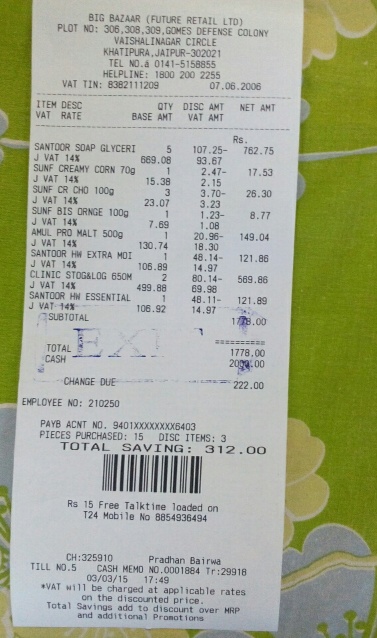 BIG BAZAAR (FUTURE RETAIL LTD)
PLOT NO: 306,308,309,GOMES DEFENSE COLONY
VAISHALINAGAR CIRCLE
KHATIPURA,JAIPUR-302021
TEL NO.â 0141-5158855
HELPLINE: 1800 200 2255
VAT TIN: 8382111209 07.06.2006
ITEM DESC QTY DISC AMT NET AMT
VAT RATE BASE AMT VAT AMT
Rs.
SANTOOR SOAP GLYCERI 5 107.25- 762.75
J VAT 14% 669.08 93.67
SUNF CREAMY CORN 70g 1 2.47- 17.53
J VAT 14% 15.38 2.15
SUNF CR CHO 100g 3 3.70- 26.30
J VAT 14% 23.07 3.23
SUNF BIS ORNGE 100g 1 1.23- 8.77
J VAT 14% 7.69 1.08
AMUL PRO MALT 500g 1 20.96- 149.04
J VAT 14% 130.74 18.30
SANTOOR HW EXTRA MOI 1 48.14- 121.86
J VAT 14% 106.89 14.97
CLINIC STOG&LOG 650M 2 80.14- 569.86
J VAT 14% 499.88 69.98
SANTOOR HW ESSENTIAL 1 48.11- 121.89
J VAT 14% 106.92 14.97
SUBTOTAL 1778.00
TOTAL 1778.00
CASH 2000.00
CHANGE DUE 222.00
EMPLOYEE NO: 210250
PAYB ACNT NO. 9401XXXXXXXX6403
PIECES PURCHASED: 15 DISC ITEMS: 3
TOTAL SAVING: 312.00
Rs 15 Free Talktime loaded on
T24 Mobile No 8854936494
CH:325910 Pradhan Bairwa
TILL NO.5 CASH MEMO NO.0001884 Tr:29918
03/03/15 17:49
*VAT will be charged at applicable rates
on the discounted price.
Total Savings add to discount over MRP
and additional Promotions